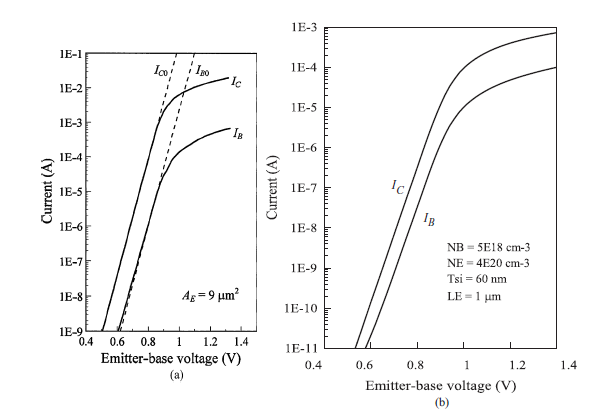 1E-1
1E-2
1E-3
1E-4
1E-5
1E-6
1E-7
1E-8
1E-9
Current (A)
I_C0
I_B0
I_C
I_B
A_E = 9 μm²
0.4 0.6 0.8 1 1.2 1.4
Emitter-base voltage (V)
(a)
1E-3
1E-4
1E-5
1E-6
1E-7
1E-8
1E-9
1E-10
1E-11
Current (A)
I_C
I_B
NB = 5E18 cm-3
NE = 4E20 cm-3
Tsi = 60 nm
LE = 1 μm
0.4 0.6 0.8 1 1.2 1.4
Emitter-base voltage (V)
(b)